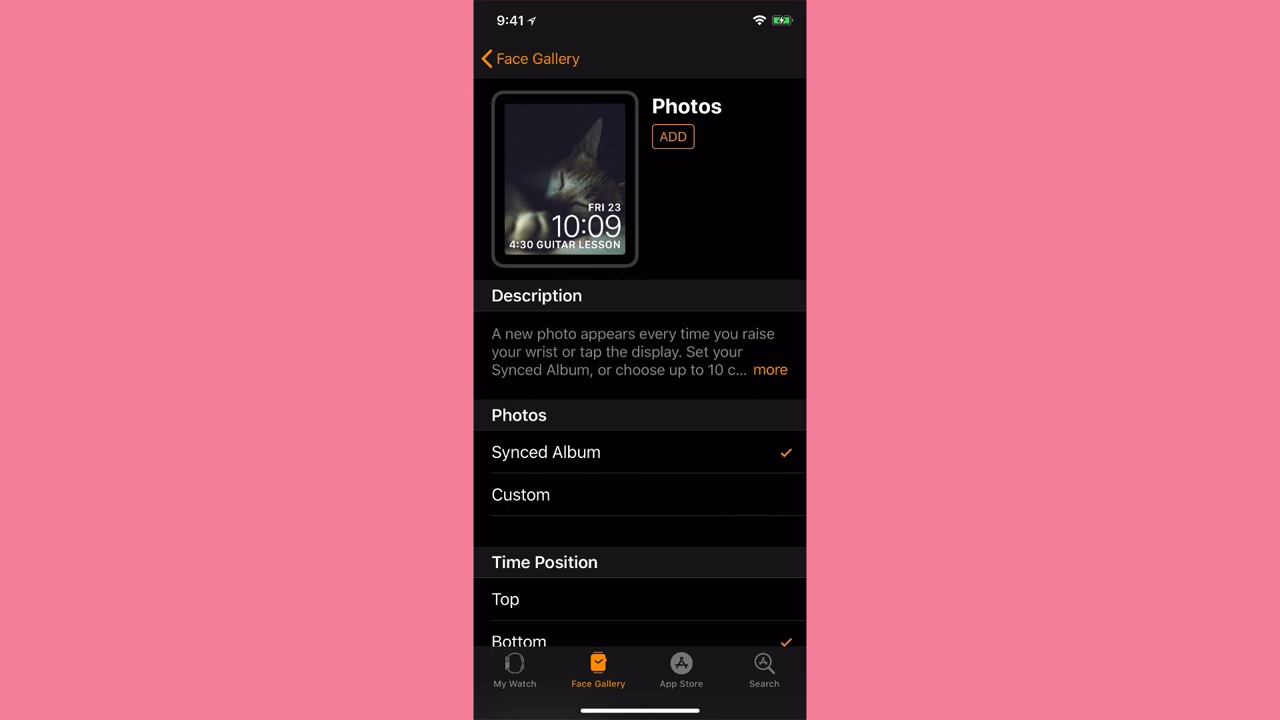 9:41
Face Gallery
Photos
ADD
FRI 23
10:09
4:30 GUITAR LESSON
Description
A new photo appears every time you raise
your wrist or tap the display. Set your
Synced Album, or choose up to 10 c... more
Photos
Synced Album
Custom
Time Position
Top
Bottom
My Watch
Face Gallery
App Store
Search